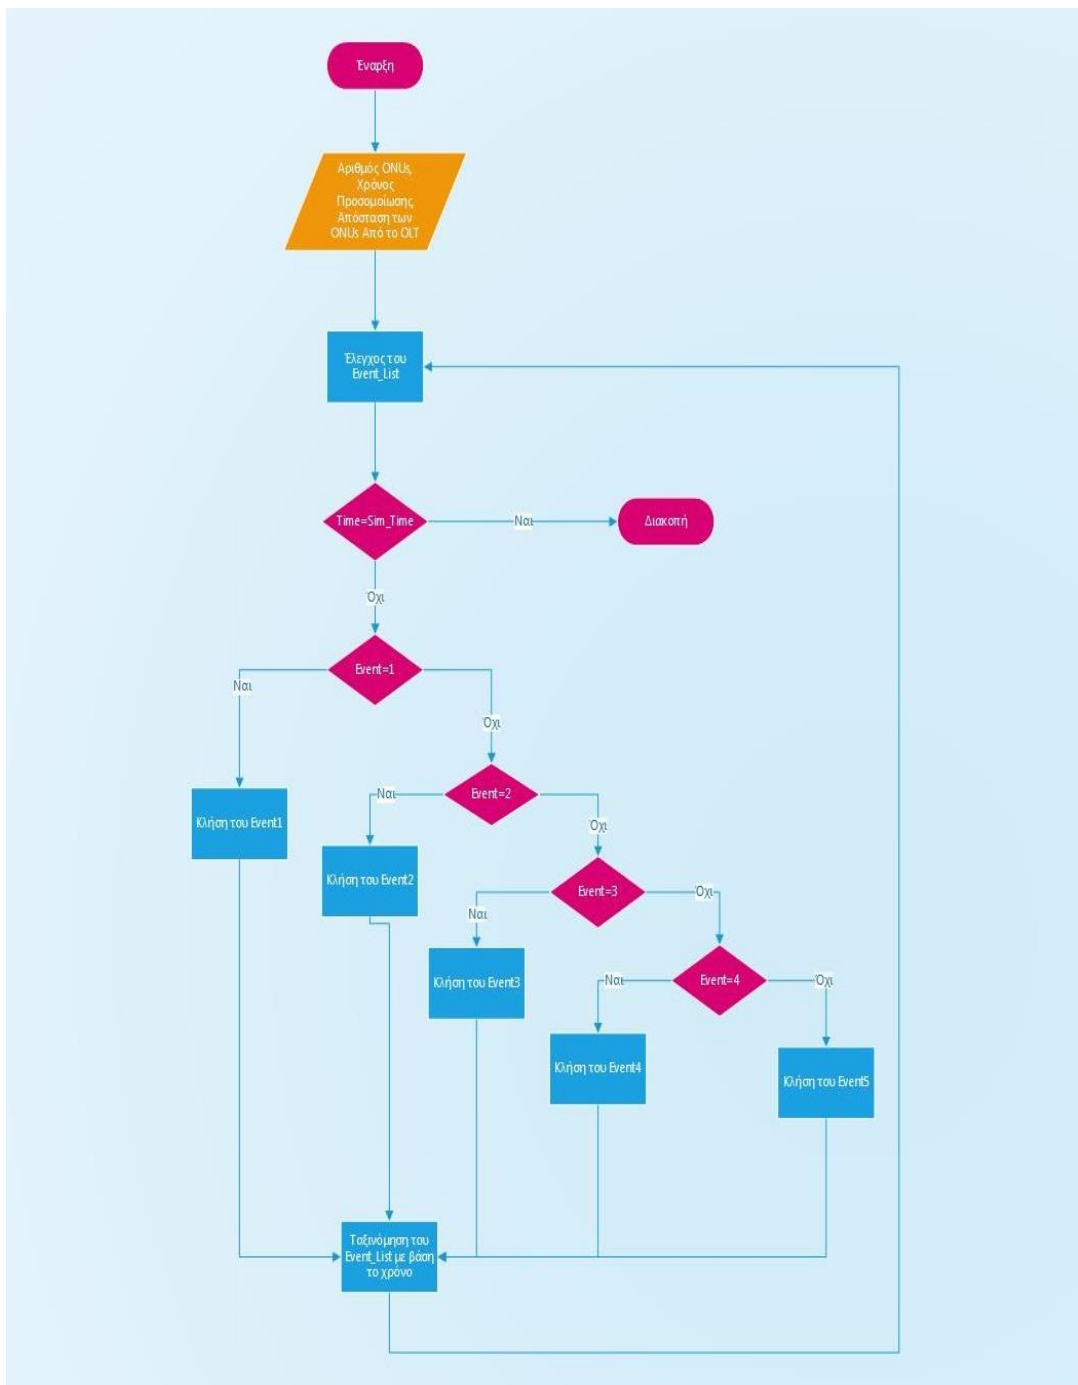 Έναρξη
Αριθμός ONUs,
Χρόνος
Προσομοίωσης,
Απόσταση των
ONUs Από το OLT
Έλεγχος του
Event_List
Time=Sim_Time
Ναι
Διακοπή
Όχι
Event=1
Ναι
Όχι
Event=2
Ναι
Όχι
Κλήση του Event1
Κλήση του Event2
Event=3
Όχι
Ναι
Κλήση του Event3
Event=4
Ναι
Όχι
Κλήση του Event4
Κλήση του Event5
Ταξινόμηση του
Event_List με βάση
το χρόνο